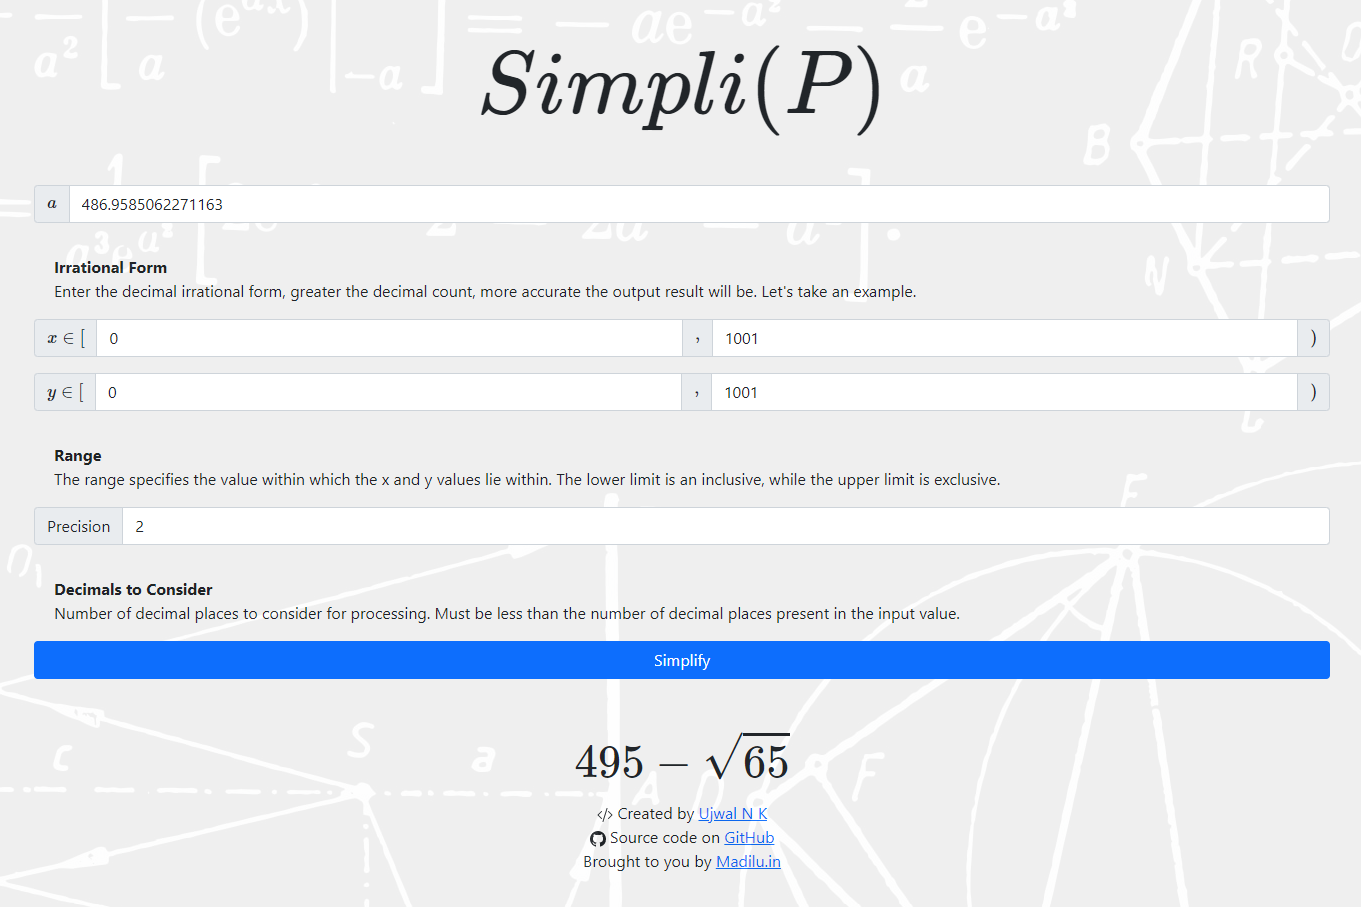 Simpli(P)
a 486.9585062271163
Irrational Form
Enter the decimal irrational form, greater the decimal count, more accurate the output result will be. Let's take an example.
x ∈ [ 0 , 1001 )
y ∈ [ 0 , 1001 )
Range
The range specifies the value within which the x and y values lie within. The lower limit is an inclusive, while the upper limit is exclusive.
Precision 2
Decimals to Consider
Number of decimal places to consider for processing. Must be less than the number of decimal places present in the input value.
Simplify
495 − √65
</> Created by Ujwal N K
Source code on GitHub
Brought to you by Madilu.in